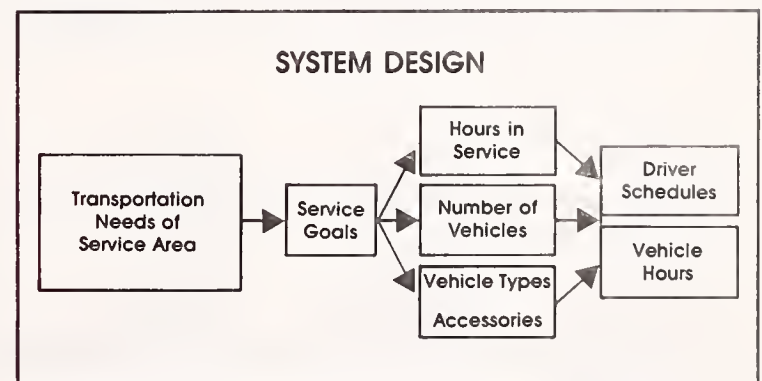 SYSTEM DESIGN
Transportation
Needs of
Service Area
Service
Goals
Hours in
Service
Number of
Vehicles
Vehicle Types
Accessories
Driver
Schedules
Vehicle
Hours